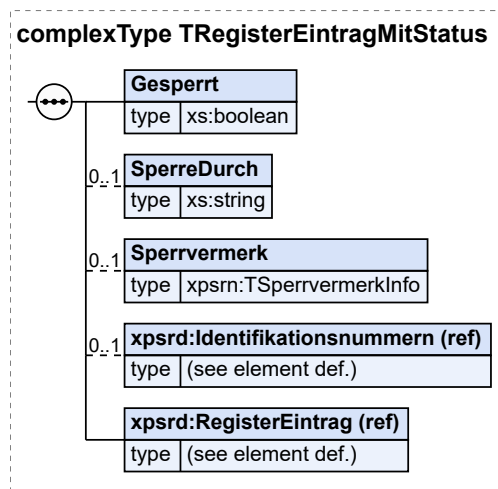 complexType TRegisterEintragMitStatus
Gesperrt
type xs:boolean
0..1
SperreDurch
type xs:string
0..1
Sperrvermerk
type xpsrn:TSperrvermerkInfo
0..1
xpsrd:Identifikationsnummern (ref)
type (see element def.)
xpsrd:RegisterEintrag (ref)
type (see element def.)